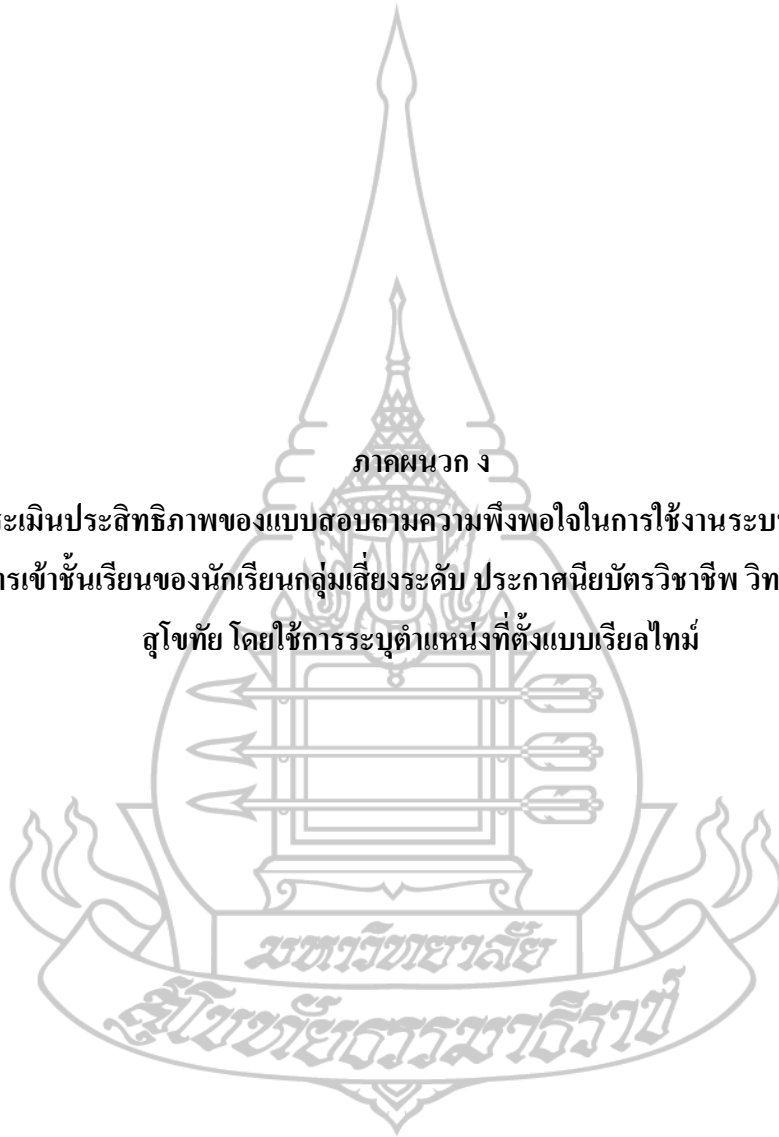 ภาคผนวก ง
ระเมินประสิทธิภาพของแบบสอบถามความพึงพอใจในการใช้งานระบบ
ารเข้าชั้นเรียนของนักเรียนกลุ่มเสี่ยงระดับ ประกาศนียบัตรวิชาชีพ วิท
สุโขทัย โดยใช้การระบุตำแหน่งที่ตั้งแบบเรียลไทม์
มหาวิทยาลัย
สุโขทัยธรรมาธิราช